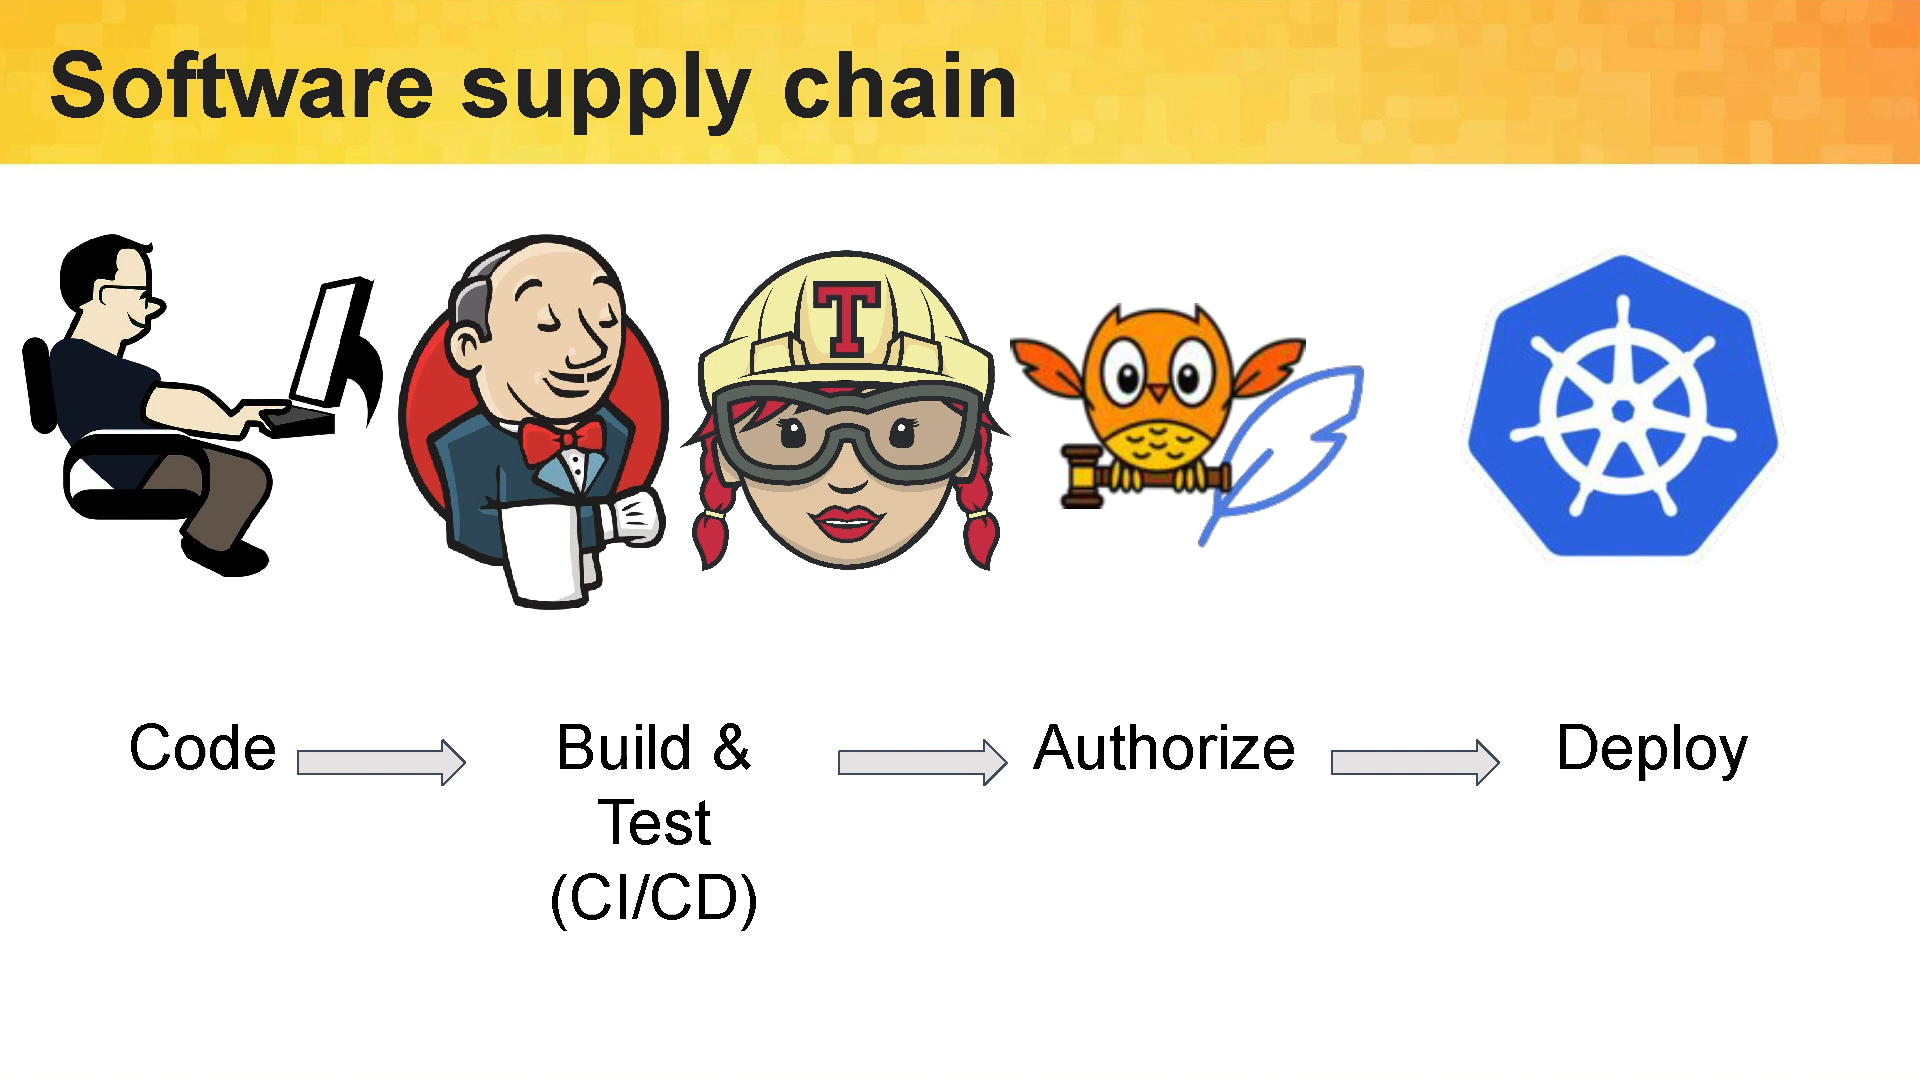 Software supply chain
T
Code
Build &
Test
(CI/CD)
Authorize
Deploy